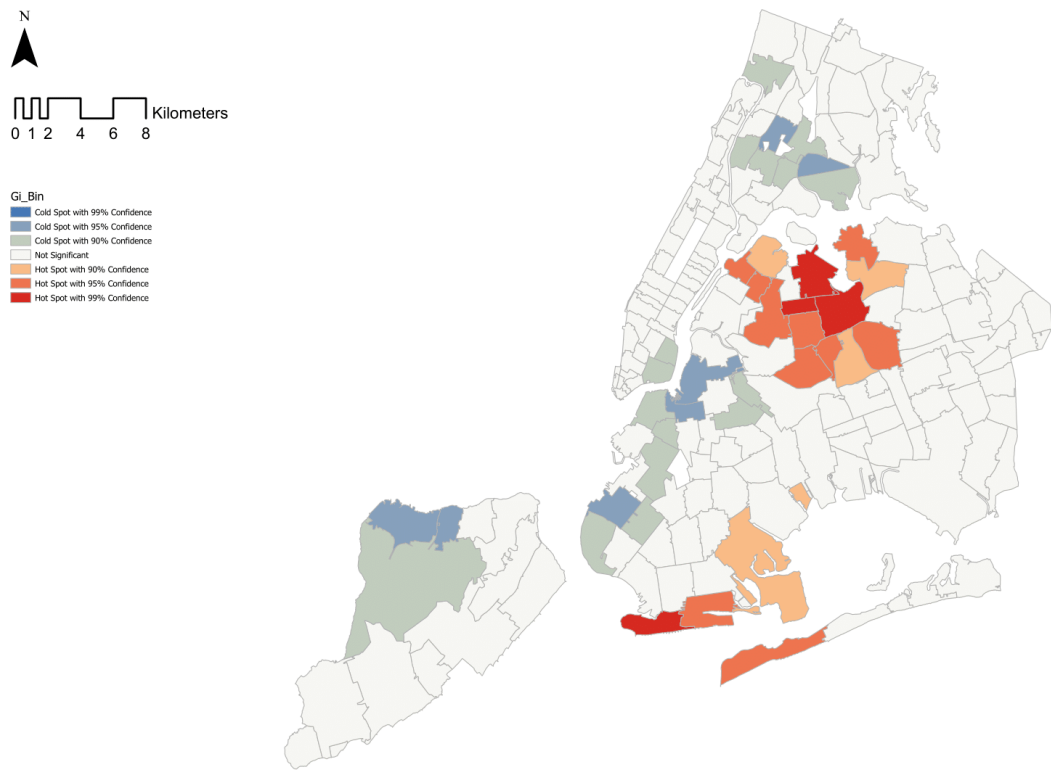 N
Kilometers
0 1 2 4 6 8
Gi_Bin
Cold Spot with 99% Confidence
Cold Spot with 95% Confidence
Cold Spot with 90% Confidence
Not Significant
Hot Spot with 90% Confidence
Hot Spot with 95% Confidence
Hot Spot with 99% Confidence